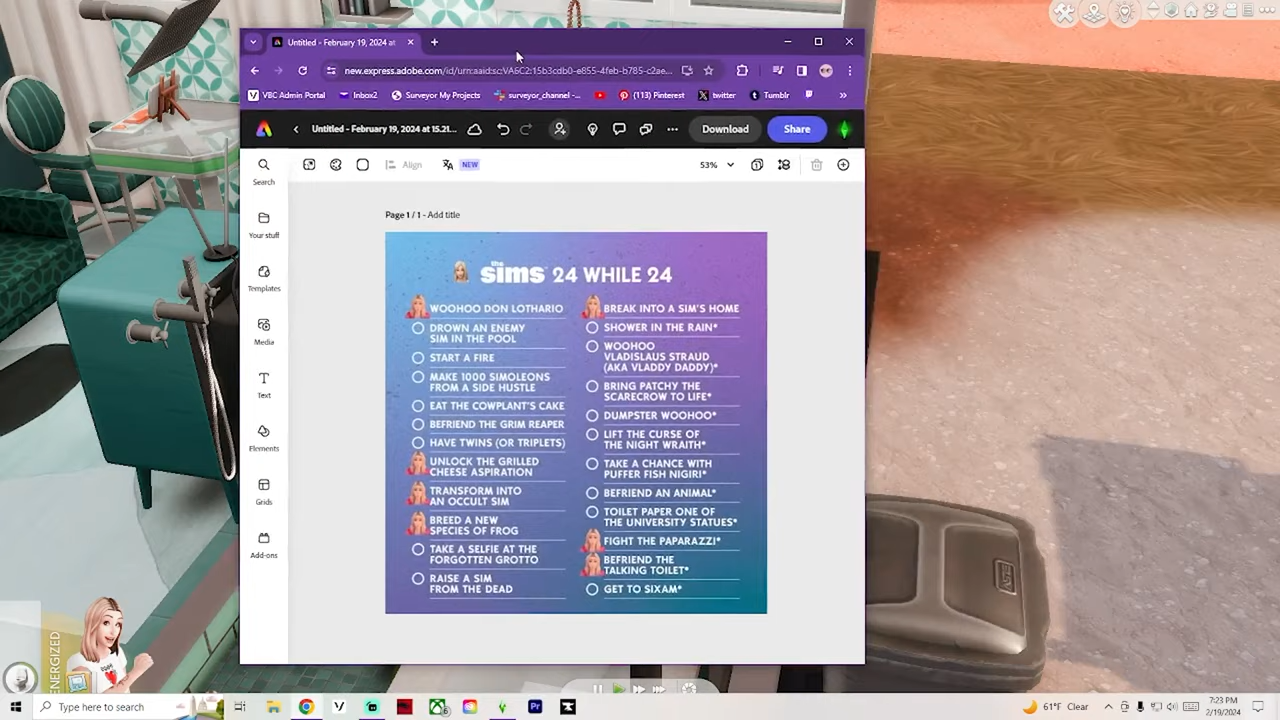 Untitled - February 19, 2024 at
new.express.adobe.com/id/urn:aaid:sc:VA6C2:15b3cdb0-e855-4feb-b785-c2ae...
VBC Admin Portal
Inbox2
Surveyor My Projects
surveyor_channel -...
(113) Pinterest
twitter
Tumblr
Untitled - February 19, 2024 at 15.21...
Download
Share
Align
NEW
53%
Search
Your stuff
Templates
Media
Text
Elements
Grids
Add-ons
Page 1 / 1 - Add title
the sims 24 WHILE 24
WOOHOO DON LOTHARIO
DROWN AN ENEMY
SIM IN THE POOL
START A FIRE
MAKE 1000 SIMOLEONS
FROM A SIDE HUSTLE
EAT THE COWPLANT'S CAKE
BEFRIEND THE GRIM REAPER
HAVE TWINS (OR TRIPLETS)
UNLOCK THE GRILLED
CHEESE ASPIRATION
TRANSFORM INTO
AN OCCULT SIM
BREED A NEW
SPECIES OF FROG
TAKE A SELFIE AT THE
FORGOTTEN GROTTO
RAISE A SIM
FROM THE DEAD
BREAK INTO A SIM'S HOME
SHOWER IN THE RAIN*
WOOHOO
VLADISLAUS STRAUD
(AKA VLADDY DADDY)*
BRING PATCHY THE
SCARECROW TO LIFE*
DUMPSTER WOOHOO*
LIFT THE CURSE OF
THE NIGHT WRAITH*
TAKE A CHANCE WITH
PUFFER FISH NIGIRI*
BEFRIEND AN ANIMAL*
TOILET PAPER ONE OF
THE UNIVERSITY STATUES*
FIGHT THE PAPARAZZI*
BEFRIEND THE
TALKING TOILET*
GET TO SIXAM*
ENERGIZED
Type here to search
61°F Clear
7:23 PM
2/19/2024